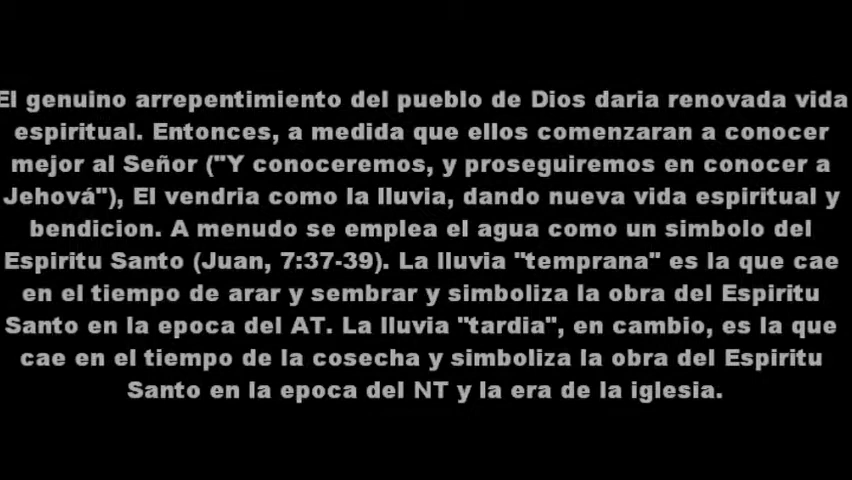 El genuino arrepentimiento del pueblo de Dios daria renovada vida
espiritual. Entonces, a medida que ellos comenzaran a conocer
mejor al Señor ("Y conoceremos, y proseguiremos en conocer a
Jehová"), El vendria como la lluvia, dando nueva vida espiritual y
bendicion. A menudo se emplea el agua como un simbolo del
Espiritu Santo (Juan, 7:37-39). La lluvia "temprana" es la que cae
en el tiempo de arar y sembrar y simboliza la obra del Espiritu
Santo en la epoca del AT. La lluvia "tardia", en cambio, es la que
cae en el tiempo de la cosecha y simboliza la obra del Espiritu
Santo en la epoca del NT y la era de la iglesia.